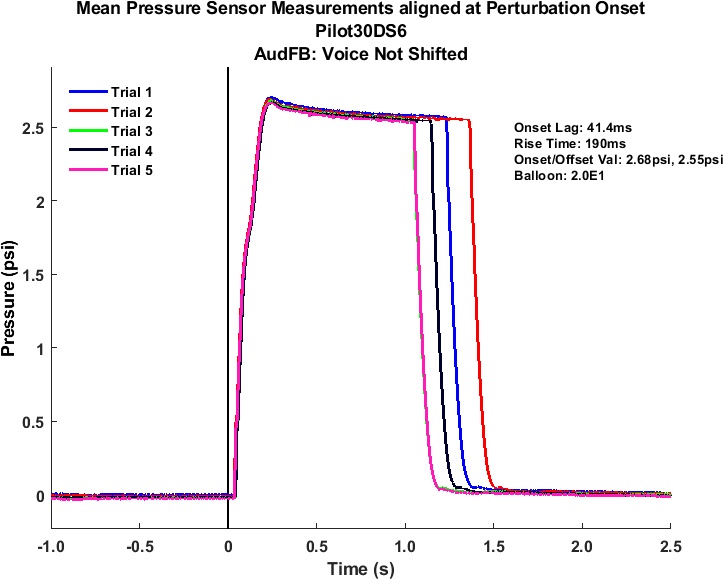 Mean Pressure Sensor Measurements aligned at Perturbation Onset
Pilot30DS6
AudFB: Voice Not Shifted
Trial 1
Trial 2
Trial 3
Trial 4
Trial 5
Onset Lag: 41.4ms
Rise Time: 190ms
Onset/Offset Val: 2.68psi, 2.55psi
Balloon: 2.0E1
Pressure (psi)
2.5
2
1.5
1
0.5
0
-1.0
-0.5
0
0.5
1.0
1.5
2.0
2.5
Time (s)